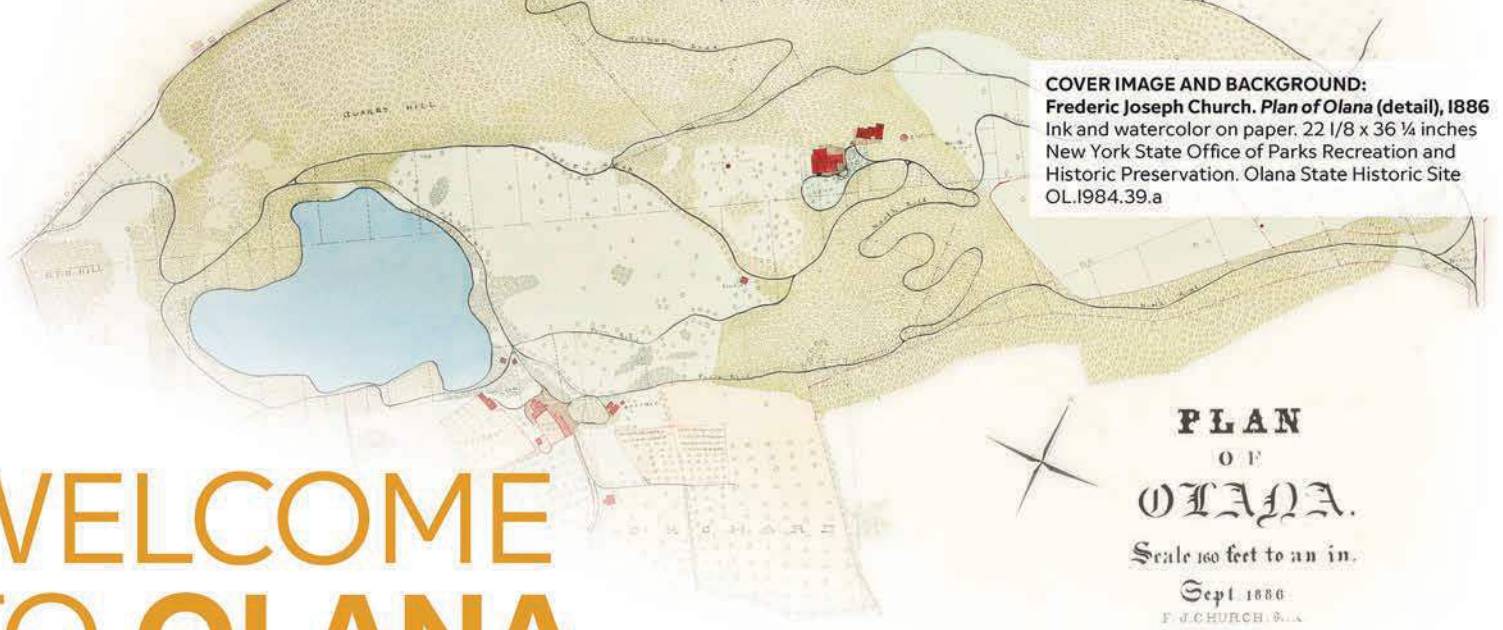 COVER IMAGE AND BACKGROUND:
Frederic Joseph Church. Plan of Olana (detail), 1886
Ink and watercolor on paper. 22 1/8 x 36 ¼ inches
New York State Office of Parks Recreation and
Historic Preservation. Olana State Historic Site
OL.1984.39.a
QUARRY HILL
ORCHARD
PLAN
OF
OLANA.
Scale 160 feet to an in.
Sept 1886
F. J. CHURCH
WELCOME
TO OLANA